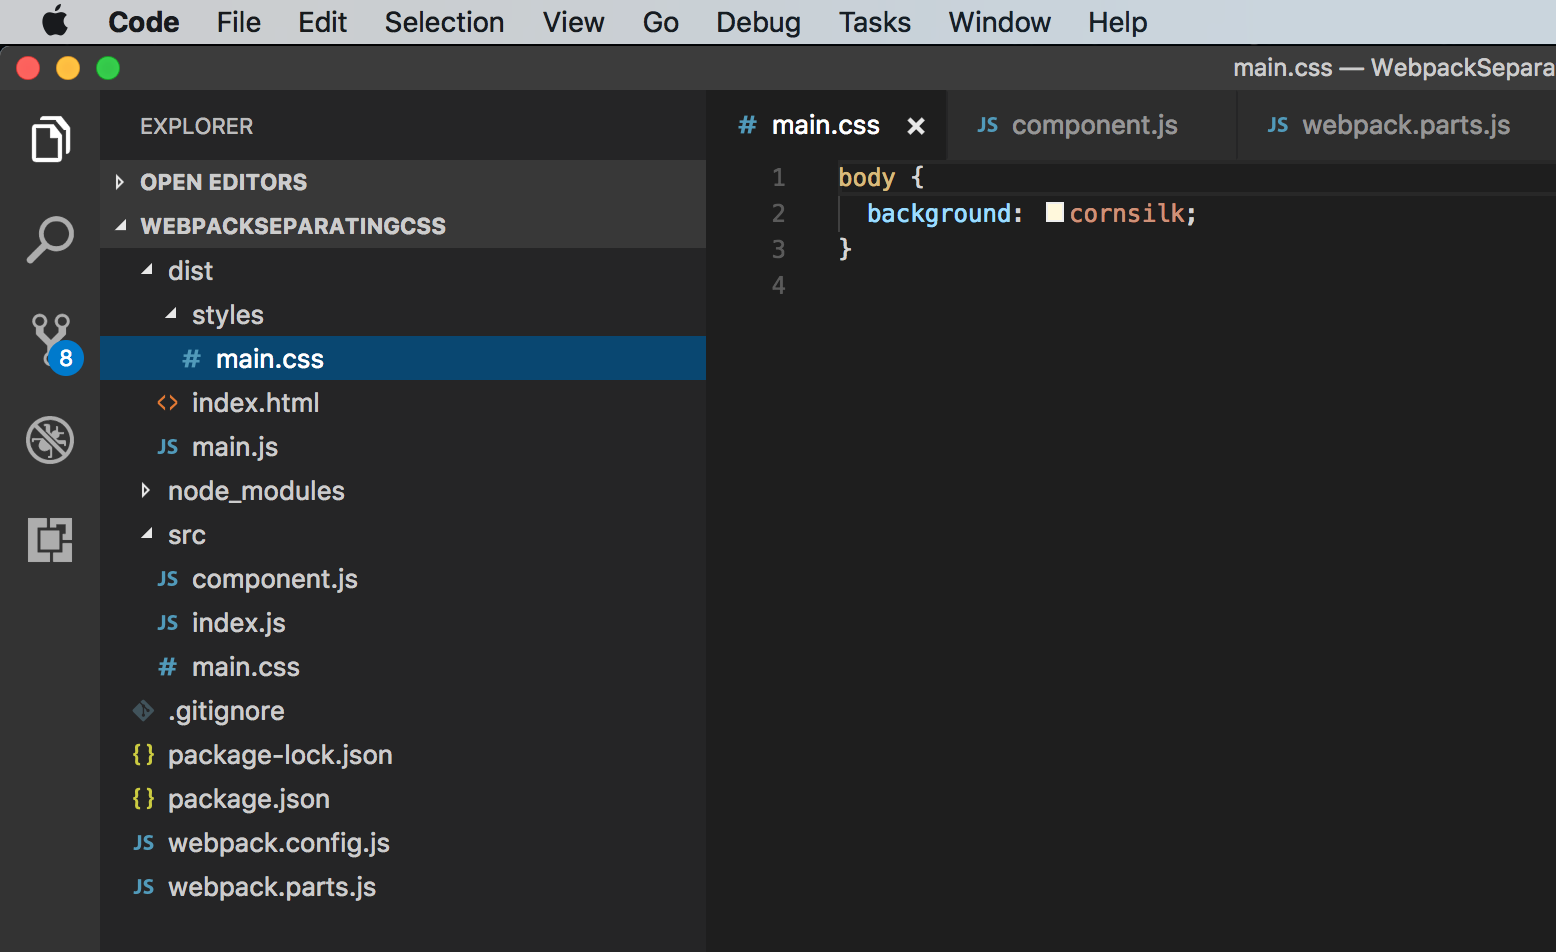 Code File Edit Selection View Go Debug Tasks Window Help
main.css — WebpackSepara
EXPLORER
OPEN EDITORS
WEBPACKSEPARATINGCSS
dist
styles
# main.css
<> index.html
JS main.js
node_modules
src
JS component.js
JS index.js
# main.css
.gitignore
{} package-lock.json
{} package.json
JS webpack.config.js
JS webpack.parts.js
8
# main.css × JS component.js JS webpack.parts.js
1 body {
2 background: cornsilk;
3 }
4